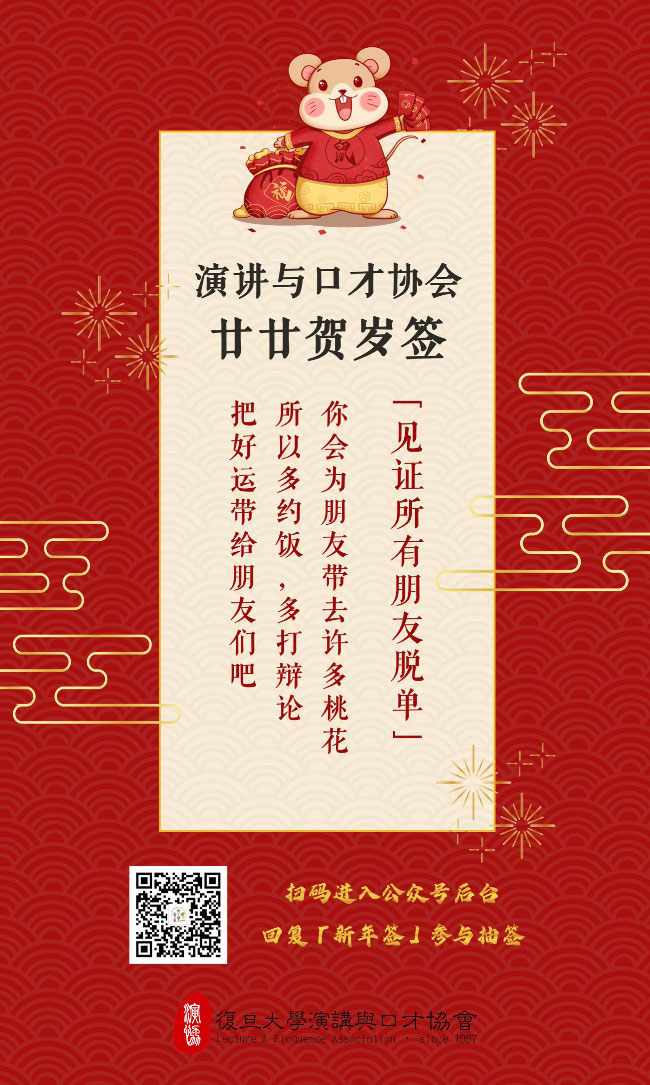 鼠
福
演讲与口才协会
廿廿贺岁签
「见证所有朋友脱单」
你会为朋友带去许多桃花
所以多约饭，多打辩论
把好运带给朋友们吧
扫码进入公众号后台
回复「新年签」参与抽签
復旦大學演講與口才協會
Lecture & Eloquence Association · since 1987